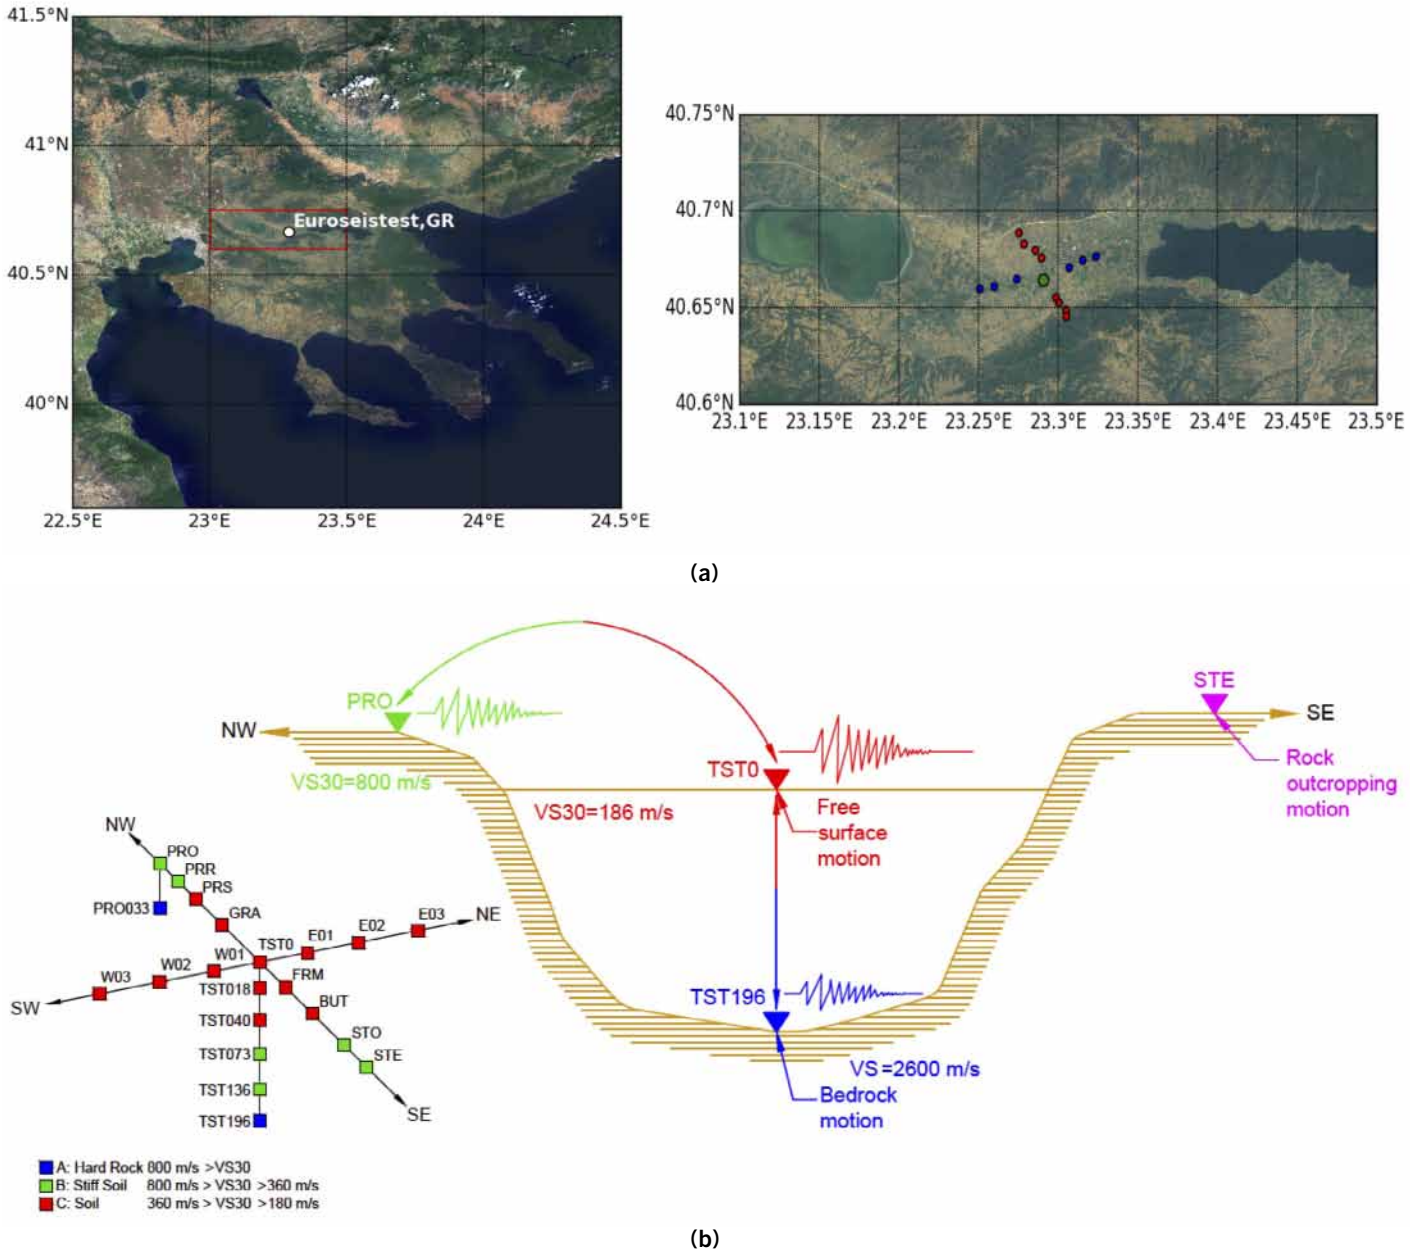 41.5°N
41°N
40.5°N
40°N
22.5°E 23°E 23.5°E 24°E 24.5°E
Euroseistest,GR
40.75°N
40.7°N
40.65°N
40.6°N
23.1°E 23.15°E 23.2°E 23.25°E 23.3°E 23.35°E 23.4°E 23.45°E 23.5°E
(a)
PRO
NW
VS30=800 m/s
TST0
VS30=186 m/s
Free
surface
motion
STE
SE
Rock
outcropping
motion
TST196
VS =2600 m/s
Bedrock
motion
NW
PRO
PRR
PRS
PRO033
GRA
TST0
E01
E02
E03
NE
W01
W02
W03
SW
TST018
FRM
TST040
BUT
TST073
STO
STE
TST136
TST196
SE
A: Hard Rock 800 m/s >VS30
B: Stiff Soil 800 m/s > VS30 >360 m/s
C: Soil 360 m/s > VS30 >180 m/s
(b)